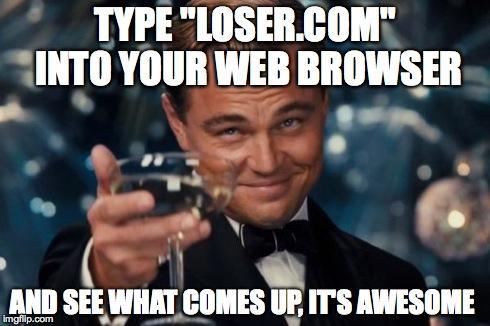 TYPE "LOSER.COM"
INTO YOUR WEB BROWSER
AND SEE WHAT COMES UP, IT'S AWESOME
imgflip.com